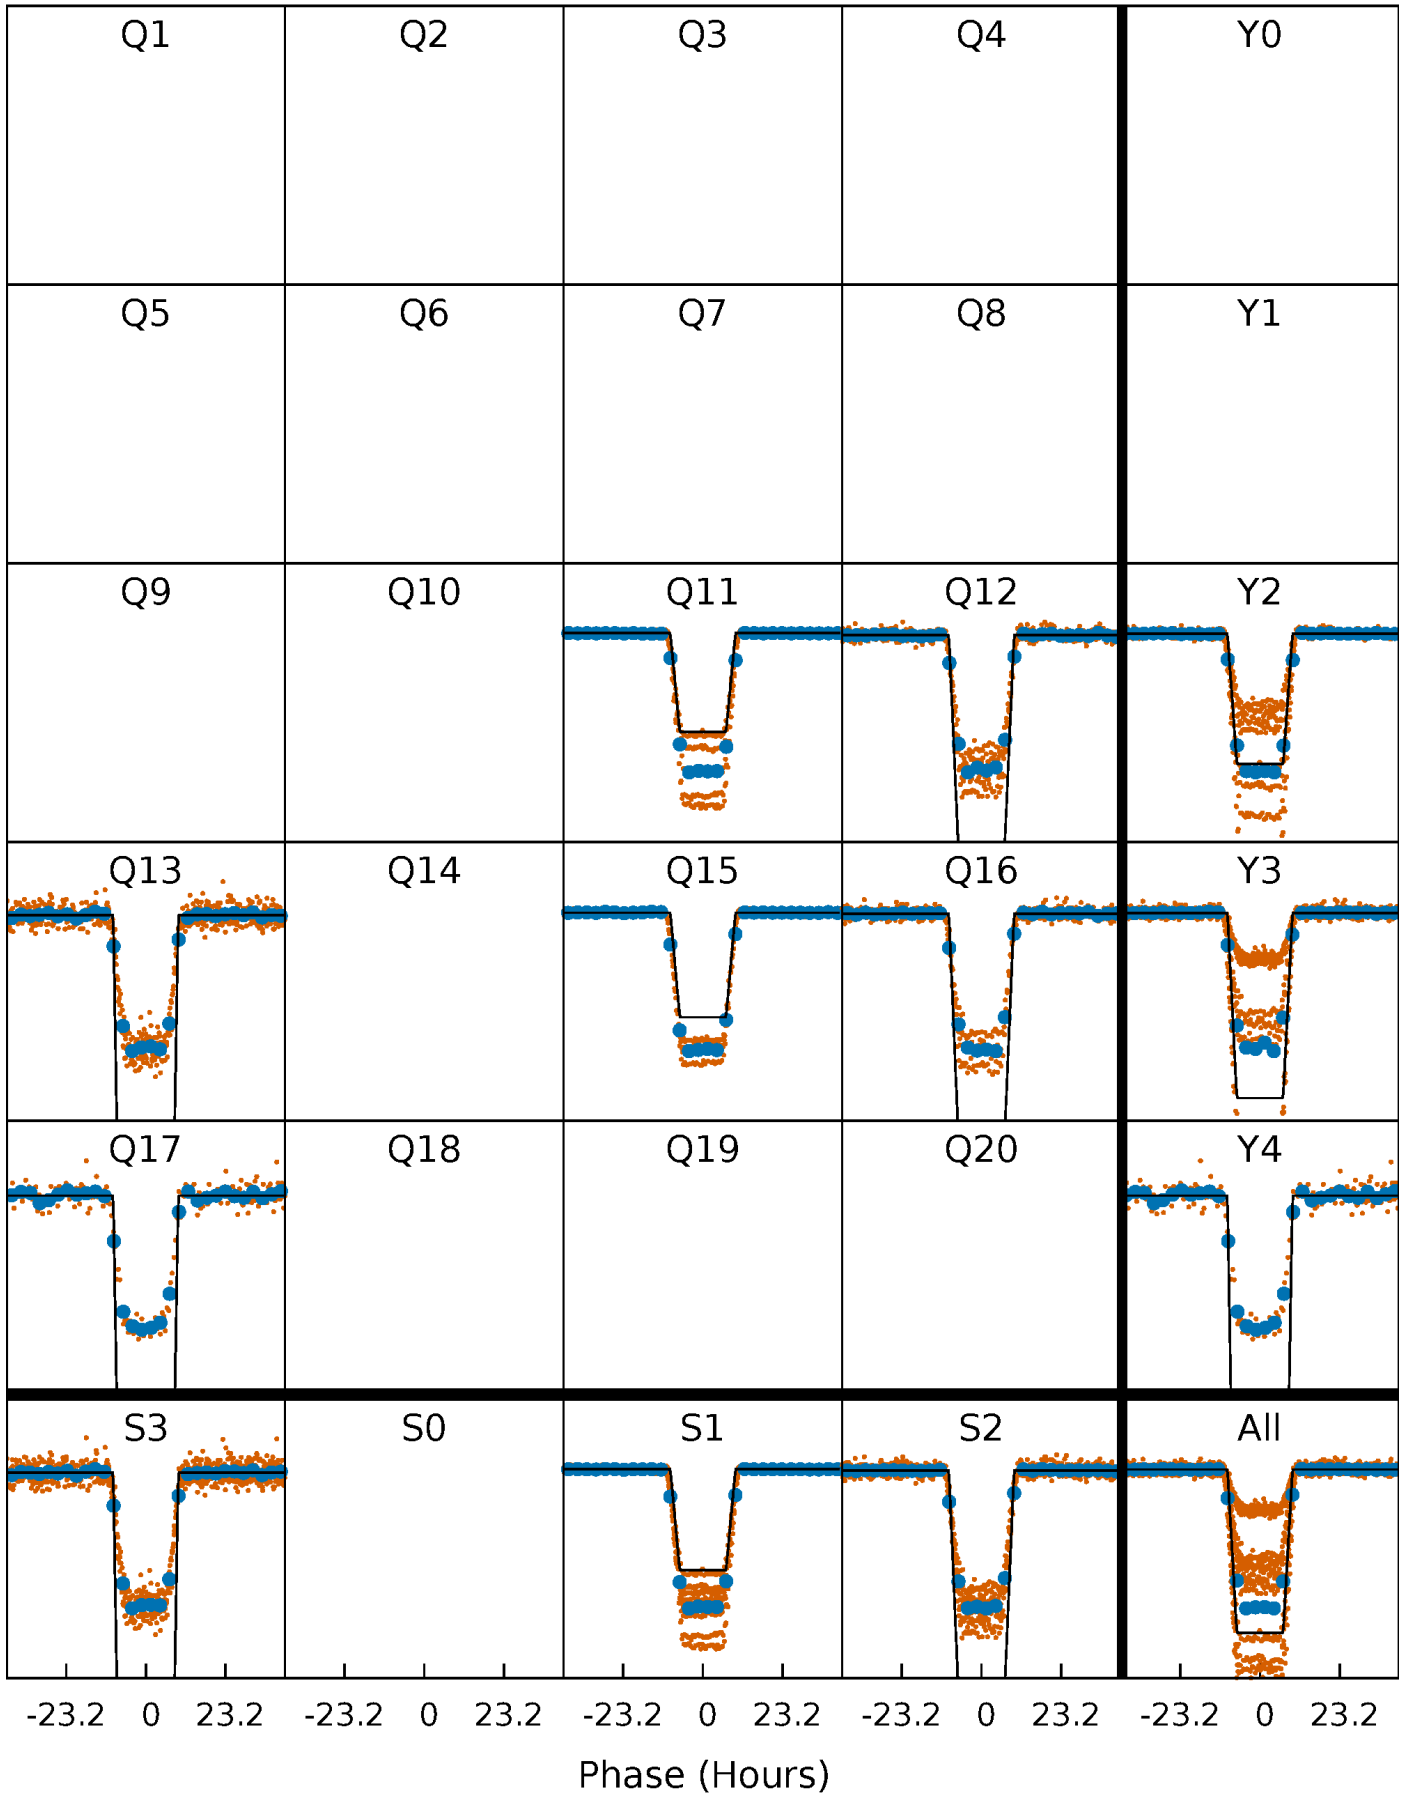 Q1 Q2 Q3 Q4 Y0
Q5 Q6 Q7 Q8 Y1
Q9 Q10 Q11 Q12 Y2
Q13 Q14 Q15 Q16 Y3
Q17 Q18 Q19 Q20 Y4
S3 S0 S1 S2 All
-23.2 0 23.2 -23.2 0 23.2 -23.2 0 23.2 -23.2 0 23.2 -23.2 0 23.2
Phase (Hours)